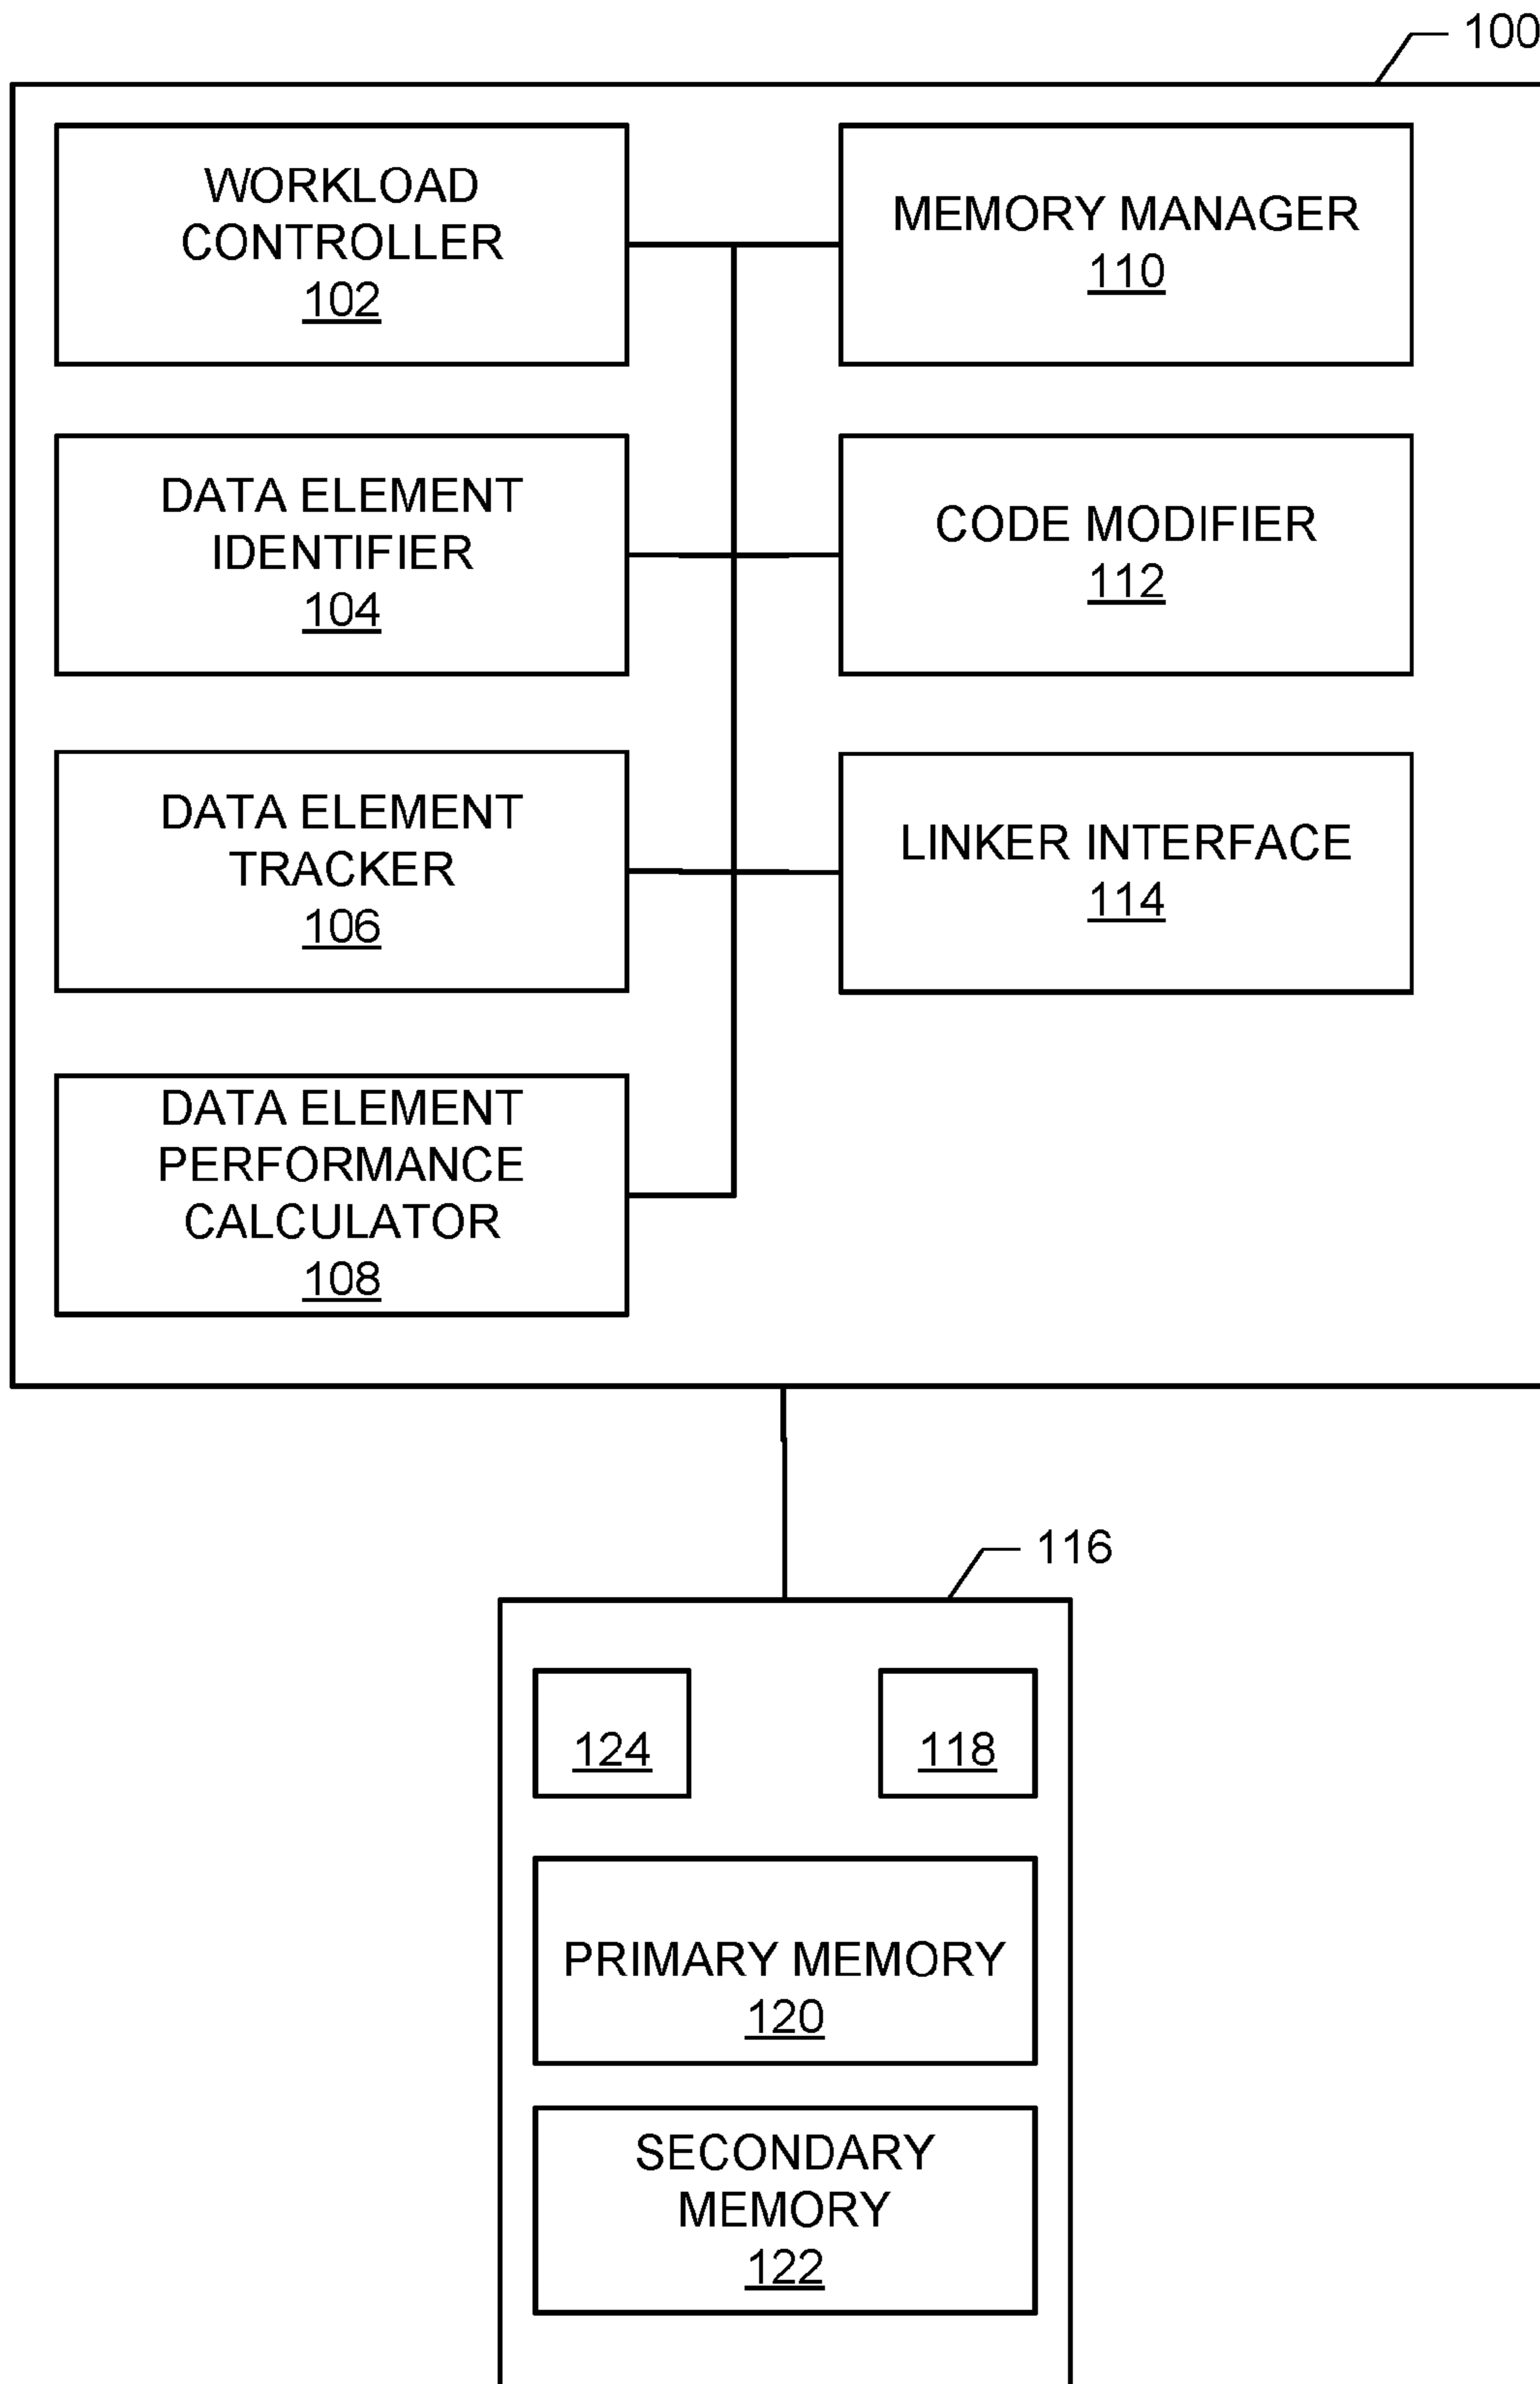 100
WORKLOAD
CONTROLLER
102
MEMORY MANAGER
110
DATA ELEMENT
IDENTIFIER
104
CODE MODIFIER
112
DATA ELEMENT
TRACKER
106
LINKER INTERFACE
114
DATA ELEMENT
PERFORMANCE
CALCULATOR
108
116
124
118
PRIMARY MEMORY
120
SECONDARY
MEMORY
122